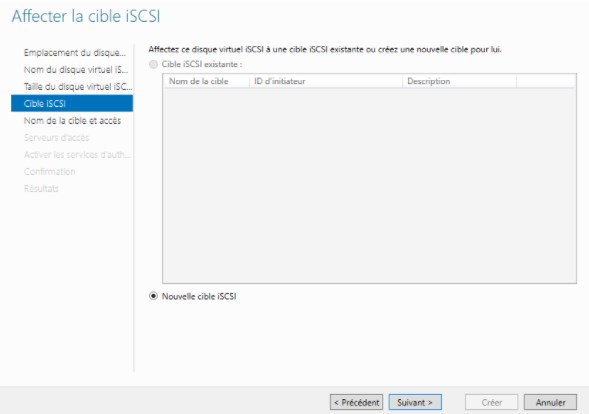 Affecter la cible iSCSI
Emplacement du disque...
Nom du disque virtuel iS...
Taille du disque virtuel iSC...
Cible iSCSI
Nom de la cible et accès
Serveurs d'accès
Activer les services d'auth...
Confirmation
Résultats
Affectez ce disque virtuel iSCSI à une cible iSCSI existante ou créez une nouvelle cible pour lui.
Cible iSCSI existante :
Nom de la cible ID d'initiateur Description
Nouvelle cible iSCSI
< Précédent Suivant > Créer Annuler